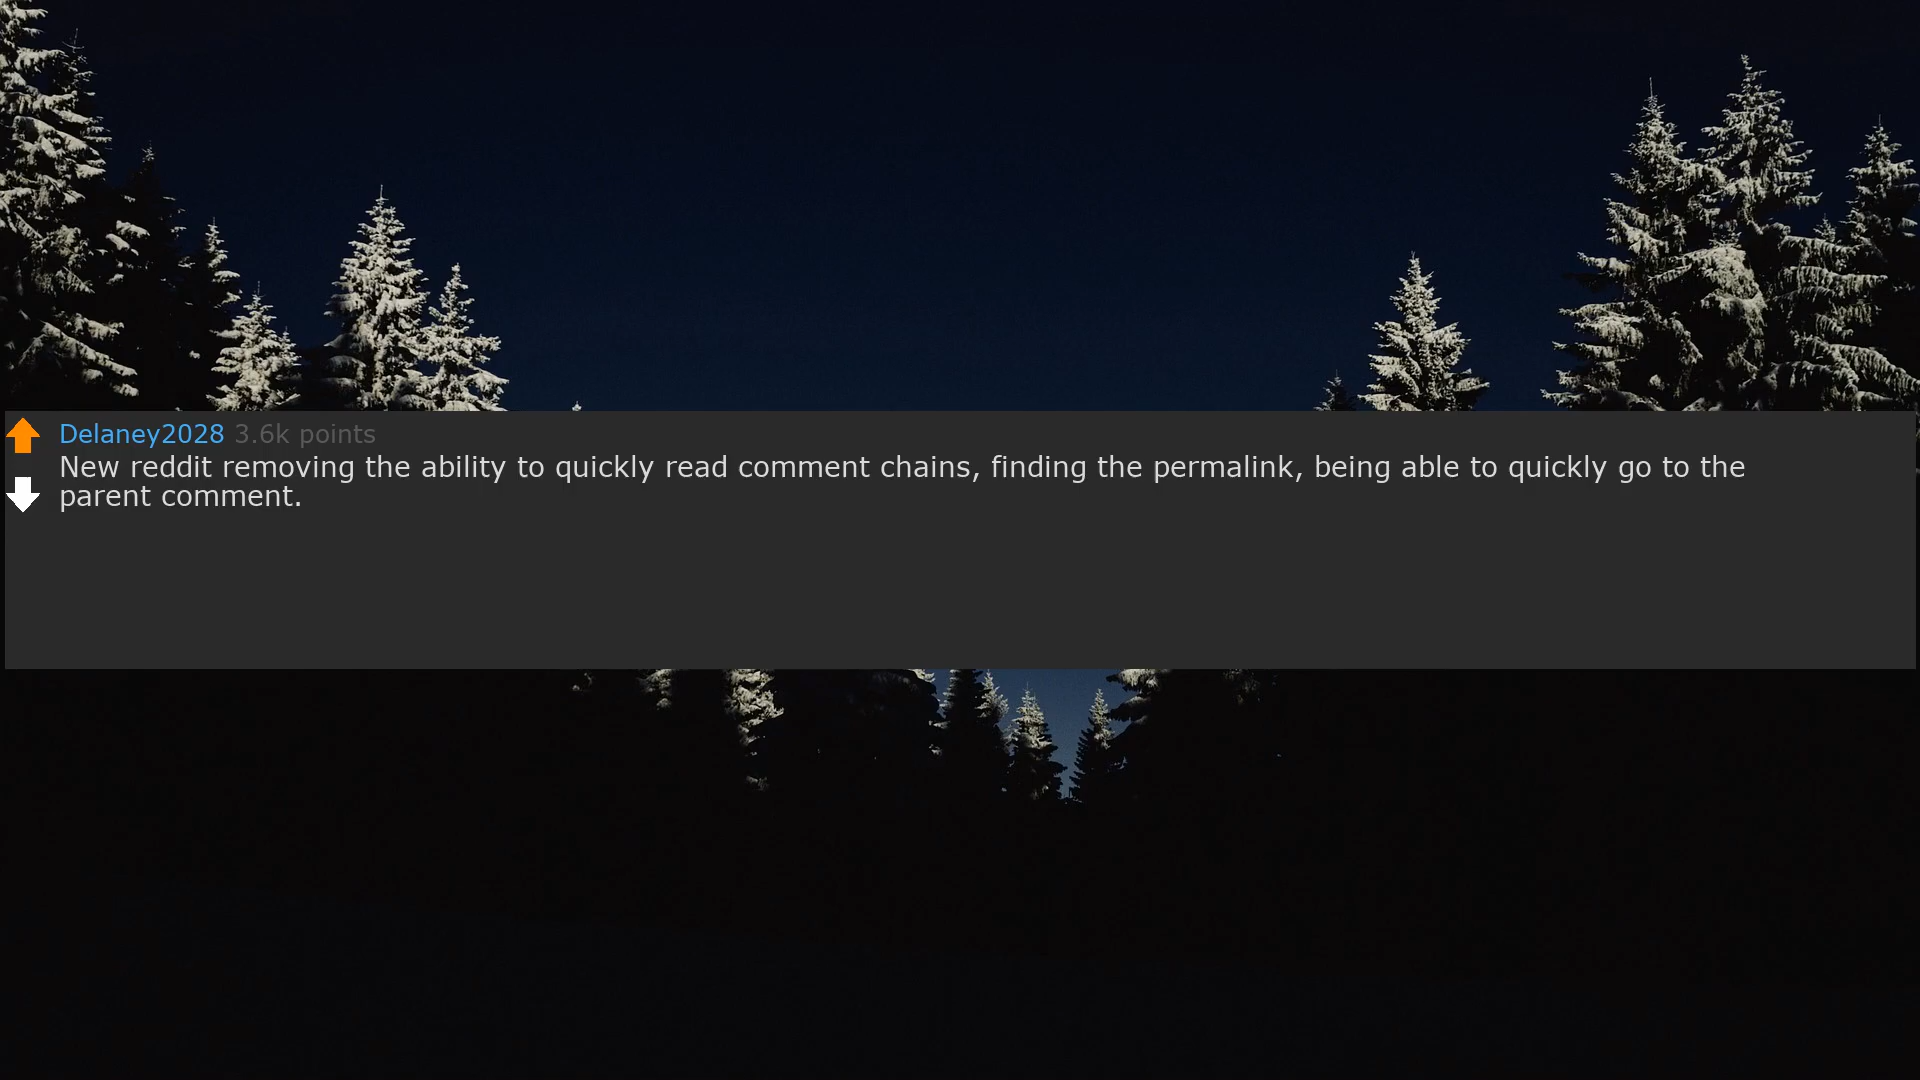 Delaney2028 3.6k points
New reddit removing the ability to quickly read comment chains, finding the permalink, being able to quickly go to the
parent comment.